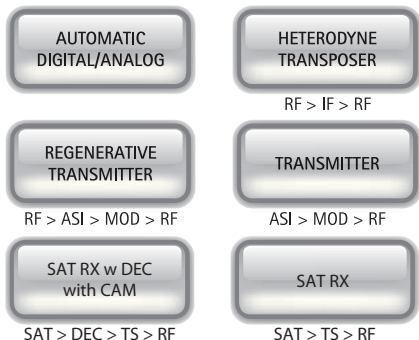 AUTOMATIC
DIGITAL/ANALOG
HETERODYNE
TRANSPOSER
RF > IF > RF
REGENERATIVE
TRANSMITTER
RF > ASI > MOD > RF
TRANSMITTER
ASI > MOD > RF
SAT RX w DEC
with CAM
SAT > DEC > TS > RF
SAT RX
SAT > TS > RF